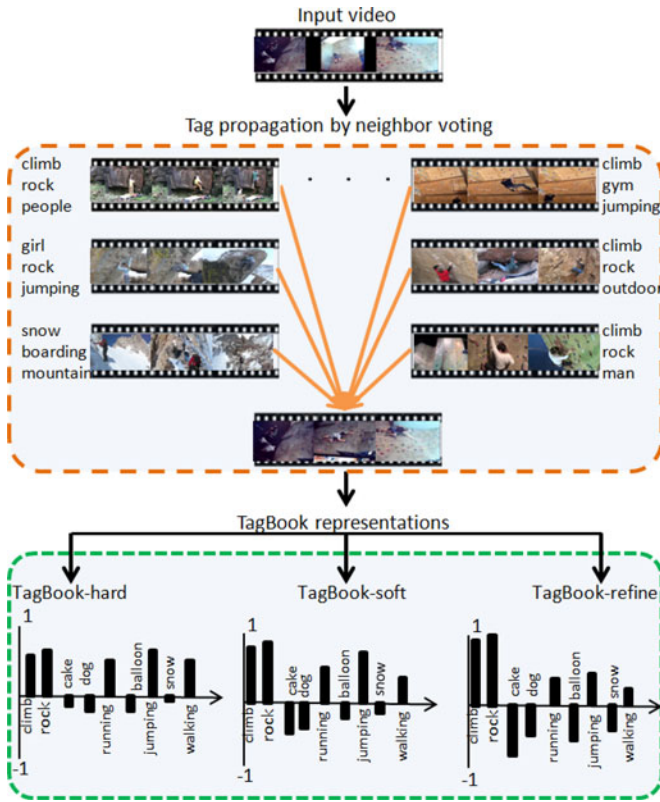 Input video
Tag propagation by neighbor voting
climb
rock
people
. . .
climb
gym
jumping
girl
rock
jumping
climb
rock
outdoor
snow
boarding
mountain
climb
rock
man
TagBook representations
TagBook-hard
TagBook-soft
TagBook-refine
1
climb
rock
cake
dog
running
balloon
jumping
snow
walking
-1
1
climb
rock
cake
dog
running
balloon
jumping
snow
walking
-1
1
climb
rock
cake
dog
running
balloon
jumping
snow
walking
-1